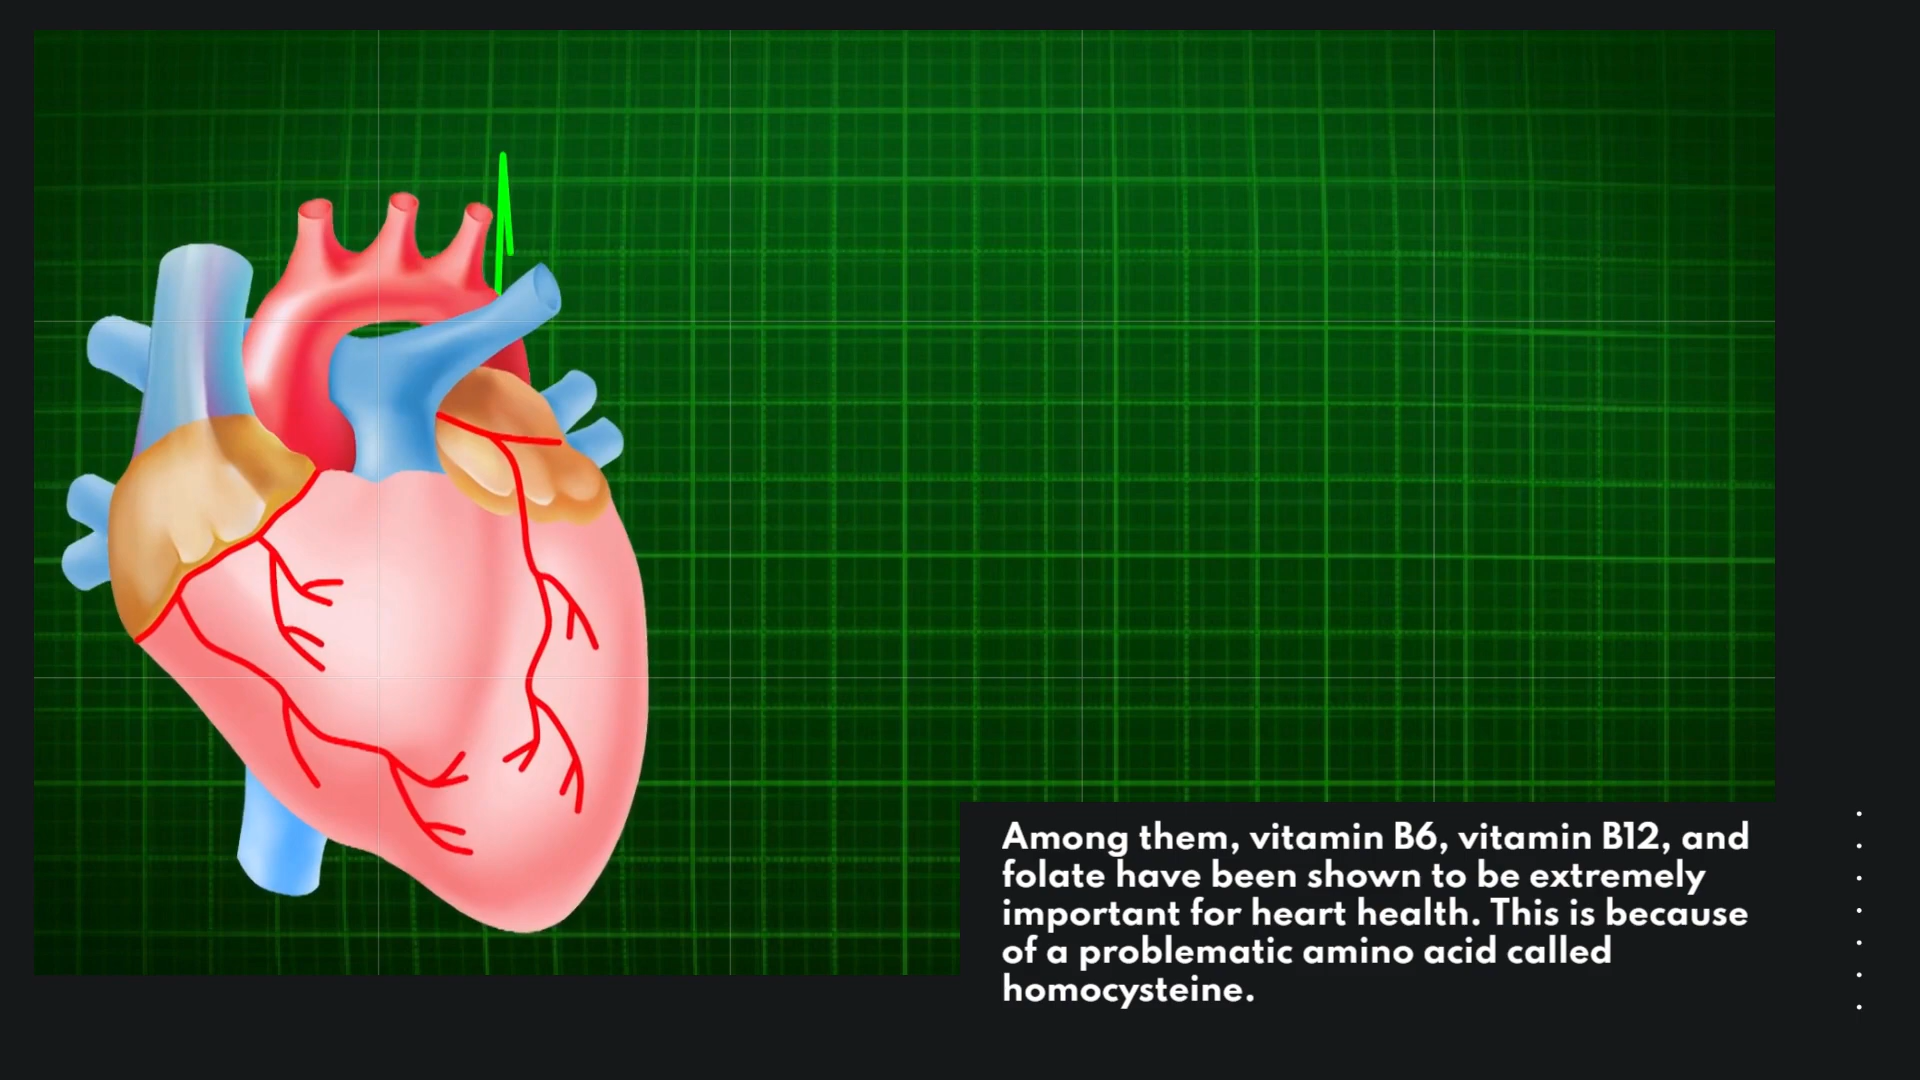 Among them, vitamin B6, vitamin B12, and
folate have been shown to be extremely
important for heart health. This is because
of a problematic amino acid called
homocysteine.